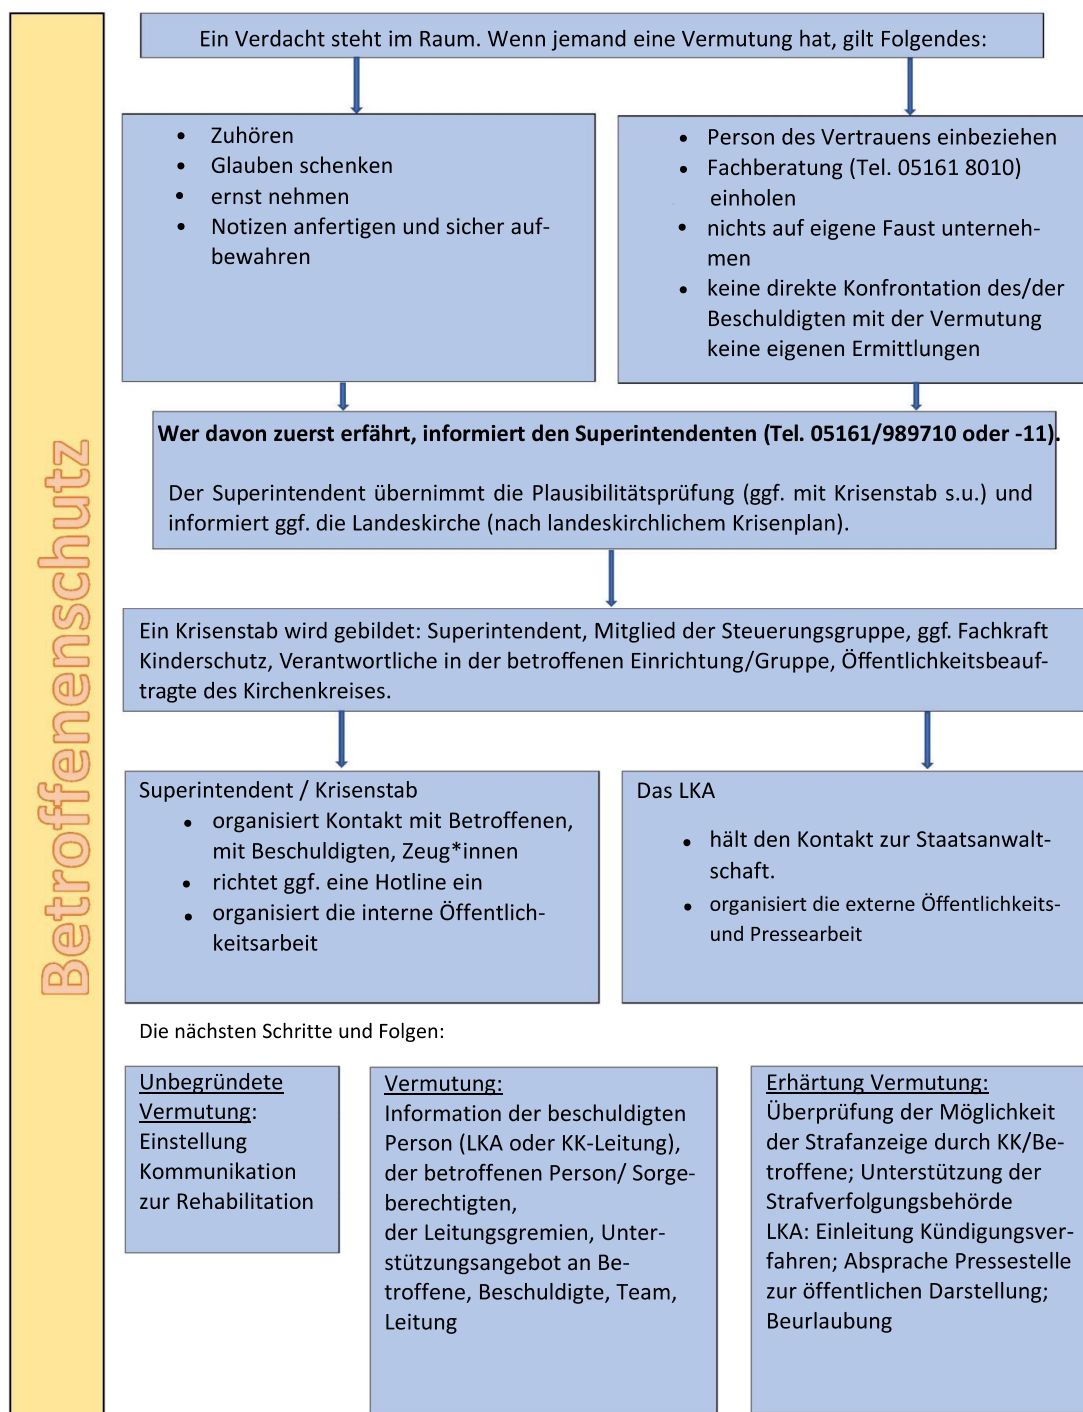 Betroffenenschutz
Ein Verdacht steht im Raum. Wenn jemand eine Vermutung hat, gilt Folgendes:
• Zuhören
• Glauben schenken
• ernst nehmen
• Notizen anfertigen und sicher auf-
bewahren
• Person des Vertrauens einbeziehen
• Fachberatung (Tel. 05161 8010)
einholen
• nichts auf eigene Faust unterneh-
men
• keine direkte Konfrontation des/der
Beschuldigten mit der Vermutung
keine eigenen Ermittlungen
Wer davon zuerst erfährt, informiert den Superintendenten (Tel. 05161/989710 oder -11).
Der Superintendent übernimmt die Plausibilitätsprüfung (ggf. mit Krisenstab s.u.) und
informiert ggf. die Landeskirche (nach landeskirchlichem Krisenplan).
Ein Krisenstab wird gebildet: Superintendent, Mitglied der Steuerungsgruppe, ggf. Fachkraft
Kinderschutz, Verantwortliche in der betroffenen Einrichtung/Gruppe, Öffentlichkeitsbeauf-
tragte des Kirchenkreises.
Superintendent / Krisenstab
• organisiert Kontakt mit Betroffenen,
mit Beschuldigten, Zeug*innen
• richtet ggf. eine Hotline ein
• organisiert die interne Öffentlich-
keitsarbeit
Das LKA
• hält den Kontakt zur Staatsanwalt-
schaft.
• organisiert die externe Öffentlichkeits-
und Pressearbeit
Die nächsten Schritte und Folgen:
Unbegründete
Vermutung:
Einstellung
Kommunikation
zur Rehabilitation
Vermutung:
Information der beschuldigten
Person (LKA oder KK-Leitung),
der betroffenen Person/ Sorge-
berechtigten,
der Leitungsgremien, Unter-
stützungsangebot an Be-
troffene, Beschuldigte, Team,
Leitung
Erhärtung Vermutung:
Überprüfung der Möglichkeit
der Strafanzeige durch KK/Be-
troffene; Unterstützung der
Strafverfolgungsbehörde
LKA: Einleitung Kündigungsver-
fahren; Absprache Pressestelle
zur öffentlichen Darstellung;
Beurlaubung